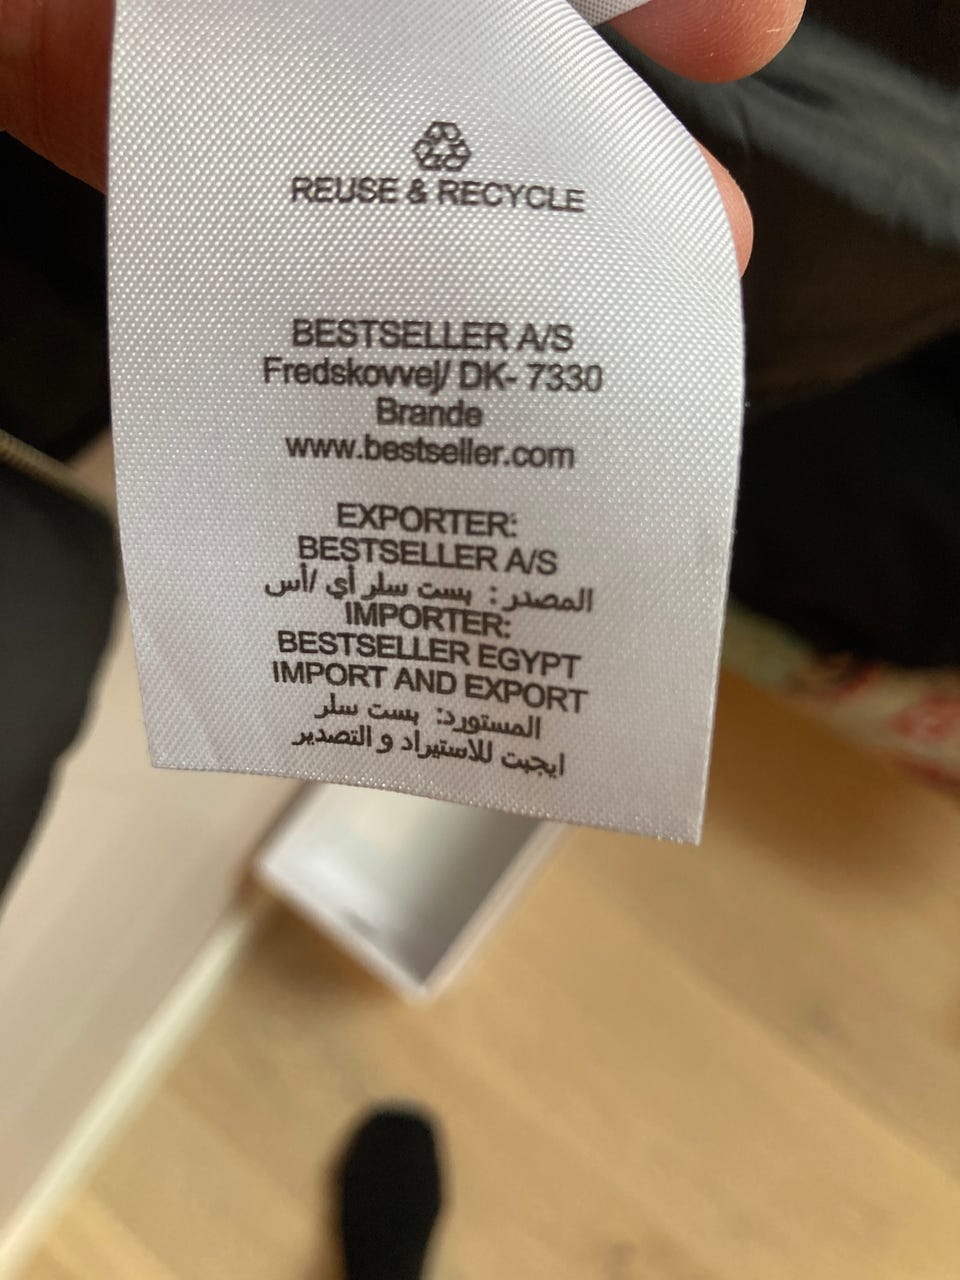 REUSE & RECYCLE
BESTSELLER A/S
Fredskovvej/ DK- 7330
Brande
www.bestseller.com
EXPORTER:
BESTSELLER A/S
المصدر : بست سلر أي /أس
IMPORTER:
BESTSELLER EGYPT
IMPORT AND EXPORT
المستورد: بست سلر
ايجبت للاستيراد و التصدير